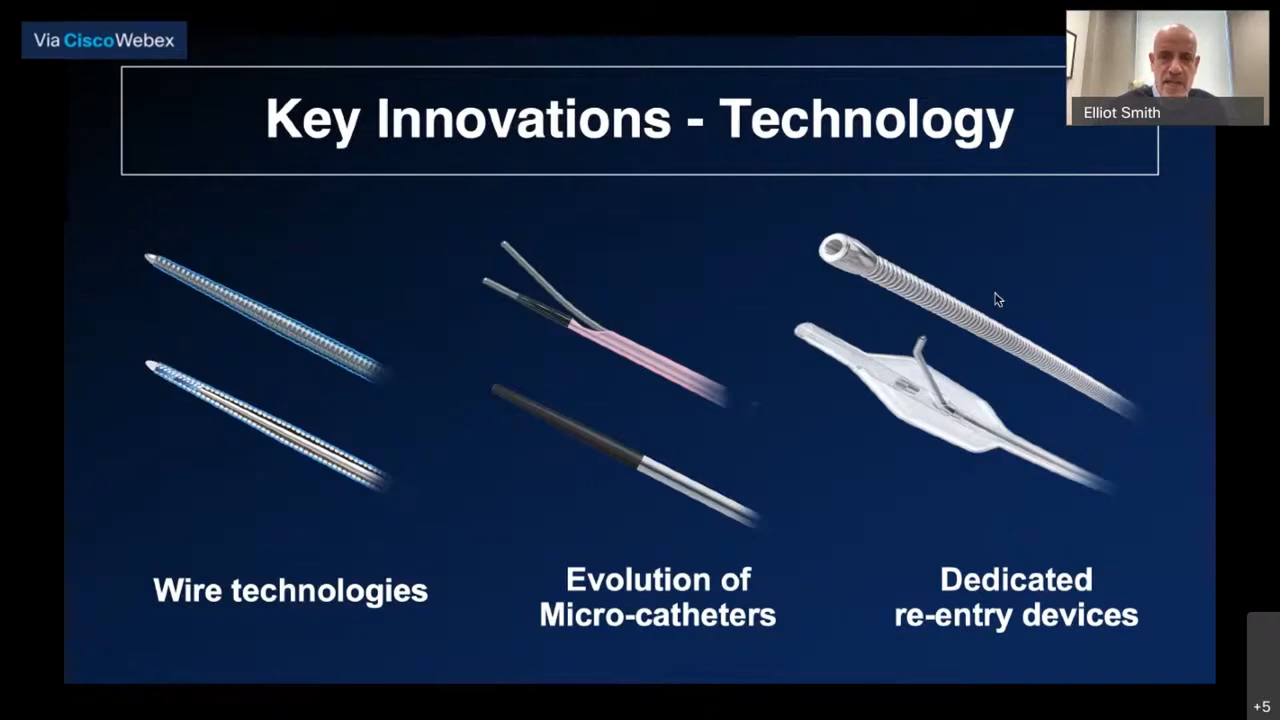 Via CiscoWebex
Key Innovations - Technology
Elliot Smith
Wire technologies
Evolution of
Micro-catheters
Dedicated
re-entry devices
+5